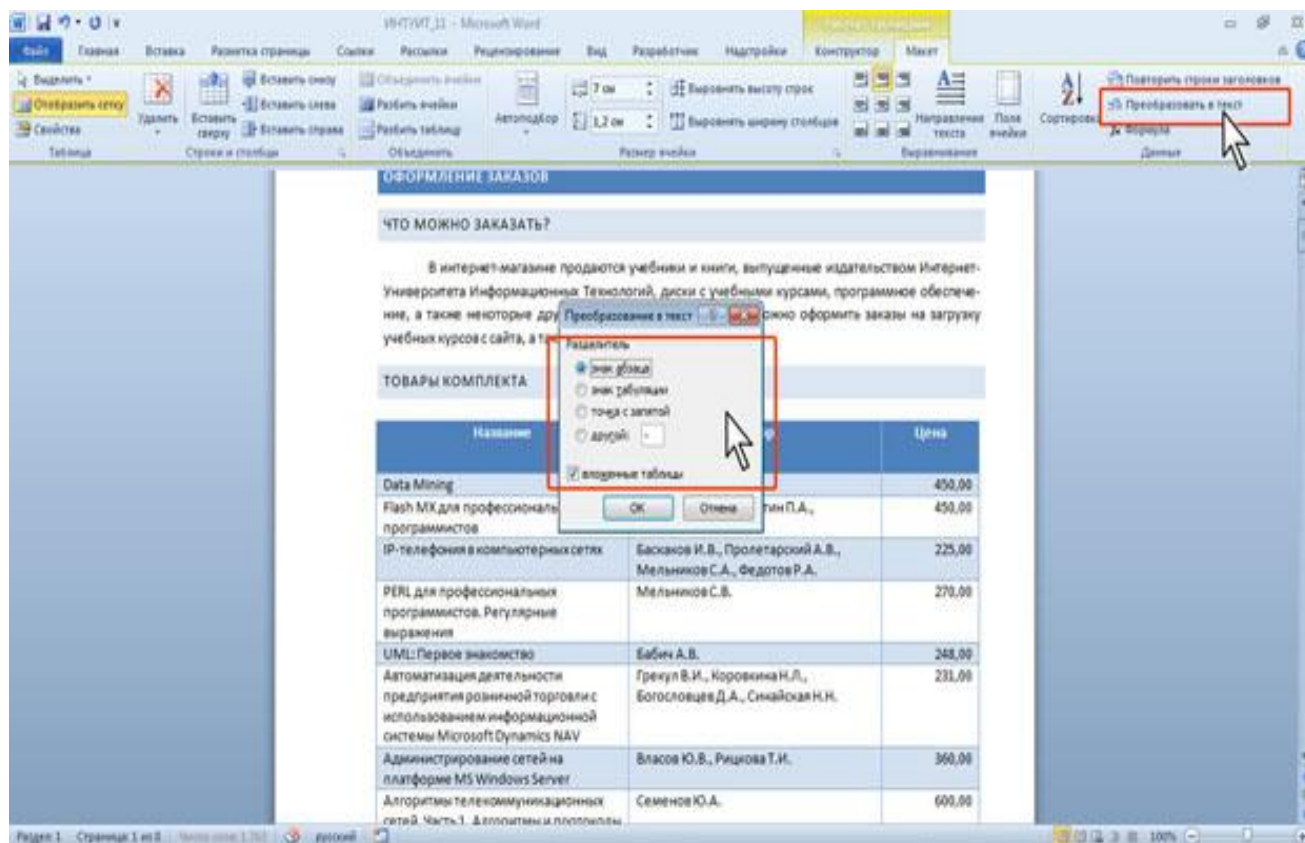 ИНТУИТ_11 - Microsoft Word
Файл Главная Вставка Разметка страницы Ссылки Рассылки Рецензирование Вид Разработчик Надстройки Конструктор Макет
Выделить
Отобразить сетку
Свойства
Таблица
Удалить
Вставить сверху
Вставить снизу
Вставить слева
Вставить справа
Строки и столбцы
Объединить ячейки
Разбить ячейки
Разбить таблицу
Объединить
Автоподбор
7 см
1,2 см
Выровнять высоту строк
Выровнять ширину столбцов
Размер ячейки
Направление текста
Поля ячейки
Выравнивание
Сортировка
Повторить строки заголовков
Преобразовать в текст
Формула
Данные
ОФОРМЛЕНИЕ ЗАКАЗОВ
ЧТО МОЖНО ЗАКАЗАТЬ?
В интернет-магазине продаются учебники и книги, выпущенные издательством Интернет-
Университета Информационных Технологий, диски с учебными курсами, программное обеспече-
ние, а также некоторые дру ожно оформить заказы на загрузку
учебных курсов с сайта, а та
ТОВАРЫ КОМПЛЕКТА
Преобразование в текст
Разделитель
знак абзаца
знак табуляции
точка с запятой
другой: -
вложенные таблицы
ОК Отмена
Название Цена
Data Mining 450,00
Flash MX для профессиональ тин П.А., 450,00
программистов
IP-телефония в компьютерных сетях Баскаков И.В., Пролетарский А.В., 225,00
Мельников С.А., Федотов Р.А.
PERL для профессиональных Мельников С.В. 270,00
программистов. Регулярные
выражения
UML: Первое знакомство Бабич А.В. 248,00
Автоматизация деятельности Грекул В.И., Коровкина Н.Л., 231,00
предприятия розничной торговли с Богословцев Д.А., Синайская Н.Н.
использованием информационной
системы Microsoft Dynamics NAV
Администрирование сетей на Власов Ю.В., Рицкова Т.И. 360,00
платформе MS Windows Server
Алгоритмы телекоммуникационных Семенов Ю.А. 600,00
сетей. Часть 1. Алгоритмы и протоколы
Раздел: 1 Страница: 1 из 8 русский 100%